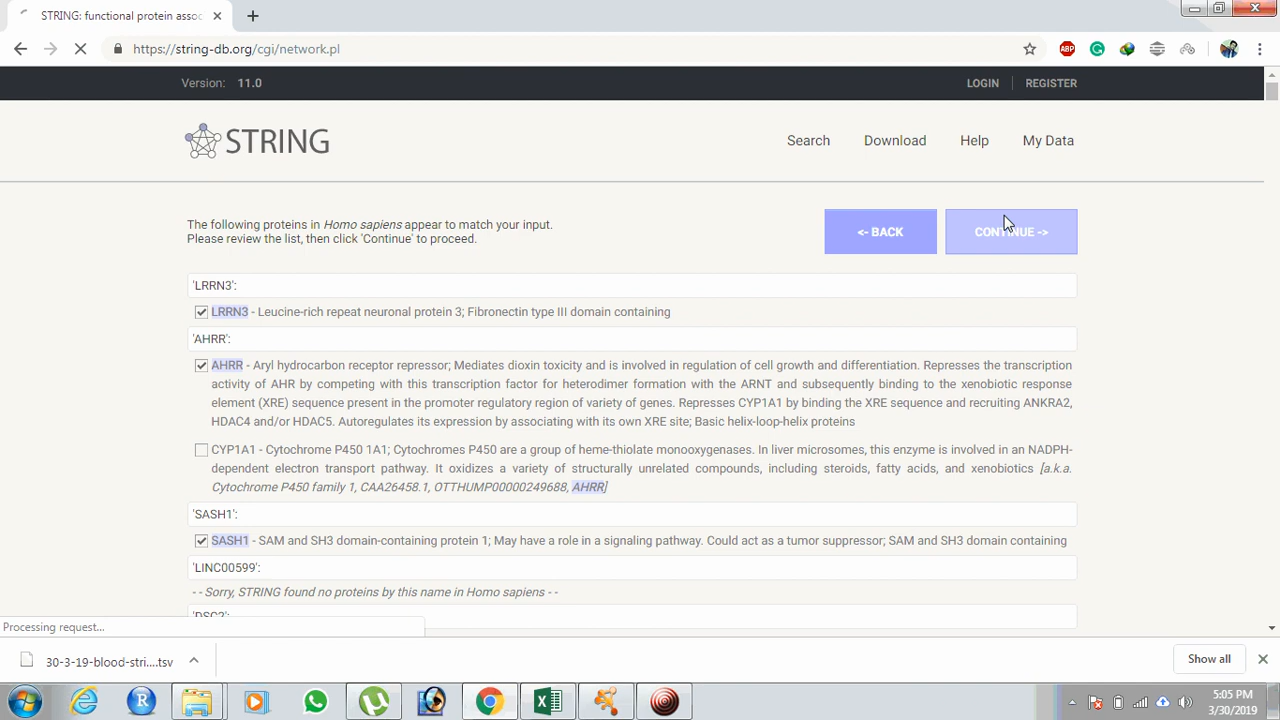 STRING: functional protein assoc
https://string-db.org/cgi/network.pl
ABP
Version: 11.0
LOGIN
REGISTER
STRING
Search
Download
Help
My Data
The following proteins in Homo sapiens appear to match your input.
Please review the list, then click 'Continue' to proceed.
<- BACK
CONTINUE ->
'LRRN3':
LRRN3 - Leucine-rich repeat neuronal protein 3; Fibronectin type III domain containing
'AHRR':
AHRR - Aryl hydrocarbon receptor repressor; Mediates dioxin toxicity and is involved in regulation of cell growth and differentiation. Represses the transcription
activity of AHR by competing with this transcription factor for heterodimer formation with the ARNT and subsequently binding to the xenobiotic response
element (XRE) sequence present in the promoter regulatory region of variety of genes. Represses CYP1A1 by binding the XRE sequence and recruiting ANKRA2,
HDAC4 and/or HDAC5. Autoregulates its expression by associating with its own XRE site; Basic helix-loop-helix proteins
CYP1A1 - Cytochrome P450 1A1; Cytochromes P450 are a group of heme-thiolate monooxygenases. In liver microsomes, this enzyme is involved in an NADPH-
dependent electron transport pathway. It oxidizes a variety of structurally unrelated compounds, including steroids, fatty acids, and xenobiotics [a.k.a.
Cytochrome P450 family 1, CAA26458.1, OTTHUMP00000249688, AHRR]
'SASH1':
SASH1 - SAM and SH3 domain-containing protein 1; May have a role in a signaling pathway. Could act as a tumor suppressor; SAM and SH3 domain containing
'LINC00599':
- - Sorry, STRING found no proteins by this name in Homo sapiens - -
'DSC2':
Processing request...
30-3-19-blood-stri....tsv
Show all
5:05 PM
3/30/2019